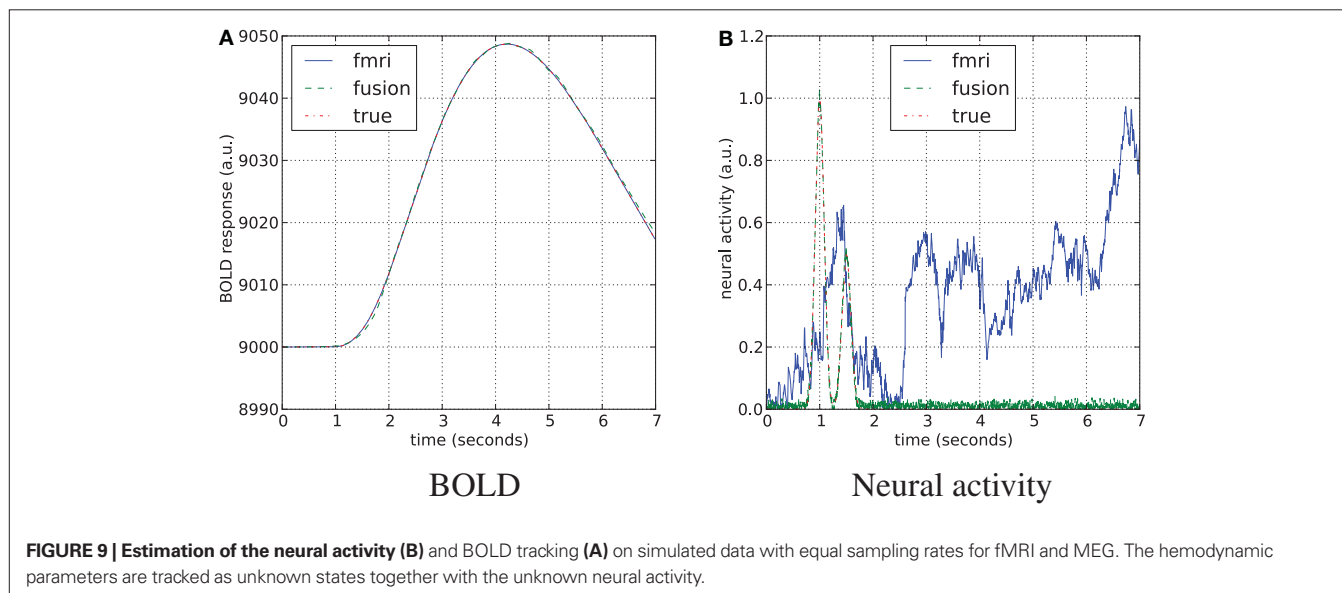 A
9050
9040
9030
9020
9010
9000
8990
BOLD response (a.u.)
fmri
fusion
true
0 1 2 3 4 5 6 7
time (seconds)
BOLD
B
1.2
1.0
0.8
0.6
0.4
0.2
0.0
neural activity (a.u.)
fmri
fusion
true
0 1 2 3 4 5 6 7
time (seconds)
Neural activity
FIGURE 9 | Estimation of the neural activity (B) and BOLD tracking (A) on simulated data with equal sampling rates for fMRI and MEG. The hemodynamic
parameters are tracked as unknown states together with the unknown neural activity.